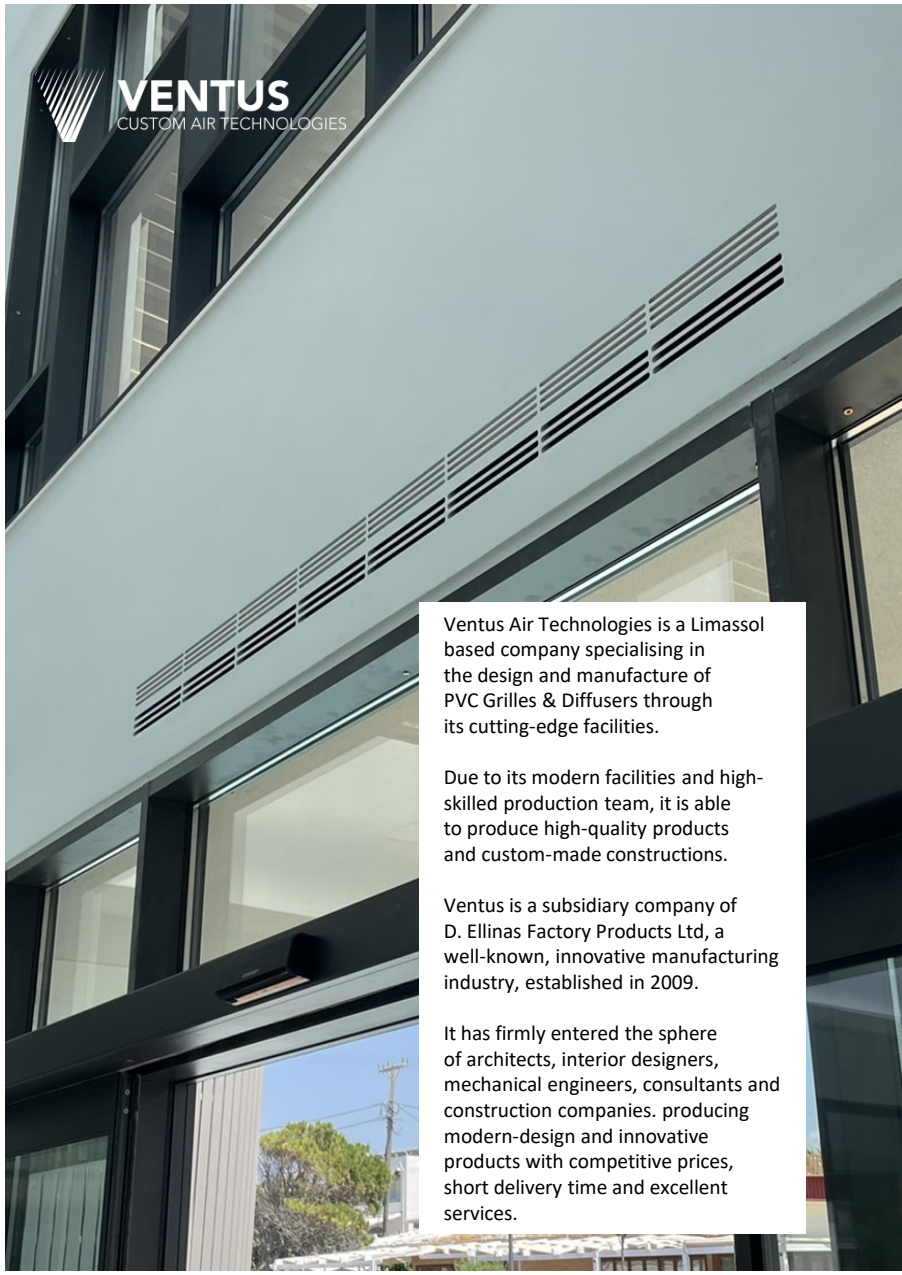 VENTUS
CUSTOM AIR TECHNOLOGIES
Ventus Air Technologies is a Limassol
based company specialising in
the design and manufacture of
PVC Grilles & Diffusers through
its cutting-edge facilities.
Due to its modern facilities and high-
skilled production team, it is able
to produce high-quality products
and custom-made constructions.
Ventus is a subsidiary company of
D. Ellinas Factory Products Ltd, a
well-known, innovative manufacturing
industry, established in 2009.
It has firmly entered the sphere
of architects, interior designers,
mechanical engineers, consultants and
construction companies. producing
modern-design and innovative
products with competitive prices,
short delivery time and excellent
services.